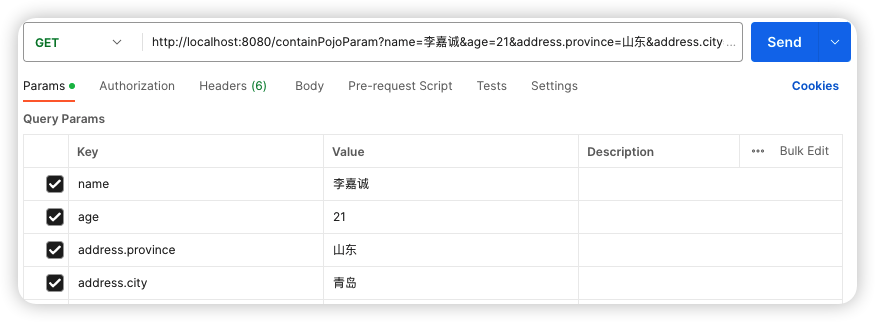 GET http://localhost:8080/containPojoParam?name=李嘉诚&age=21&address.province=山东&address.city ... Send
Params Authorization Headers (6) Body Pre-request Script Tests Settings Cookies
Query Params
Key Value Description ••• Bulk Edit
name 李嘉诚
age 21
address.province 山东
address.city 青岛